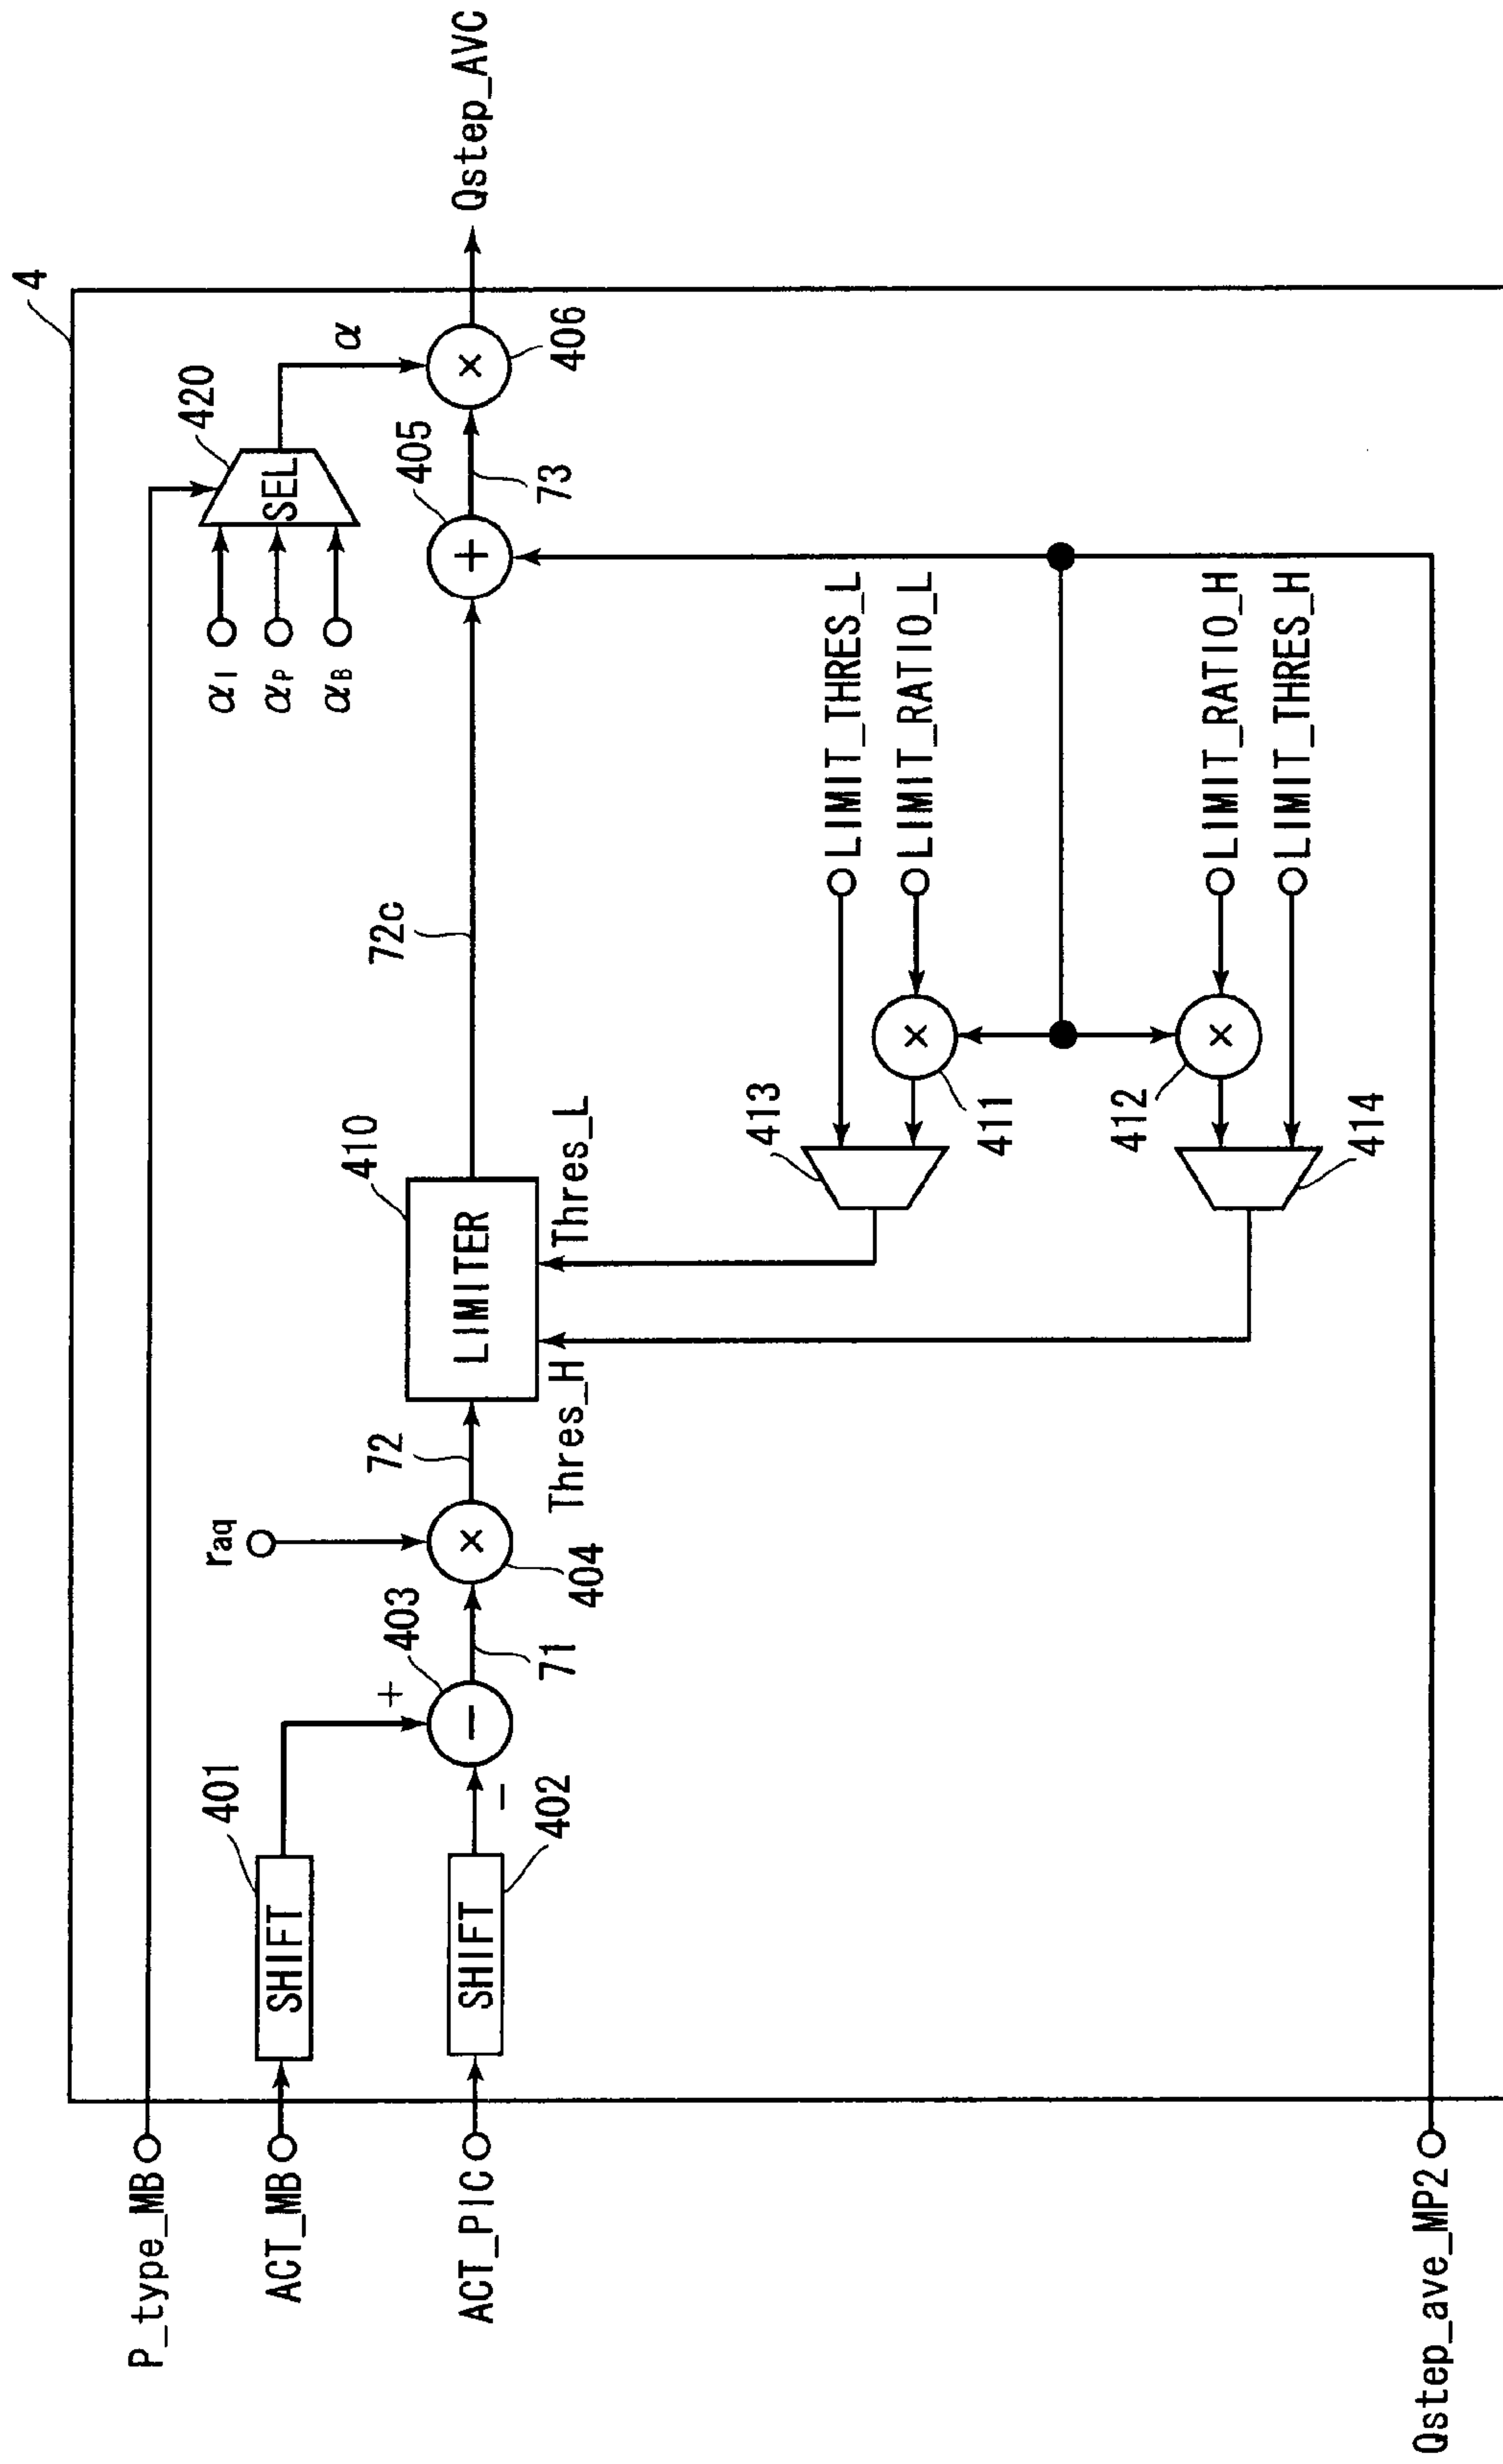 4
P_type_MB
ACT_MB
ACT_PIC
Qstep_ave_MP2
SHIFT
401
SHIFT
402
+
−
−
403
71
raq
×
404
72
LIMITER
410
Thres_H
Thres_L
72c
αI
αP
αB
SEL
420
α
+
405
73
×
406
Qstep_AVC
LIMIT_THRES_L
LIMIT_RATIO_L
LIMIT_RATIO_H
LIMIT_THRES_H
×
411
×
412
413
414